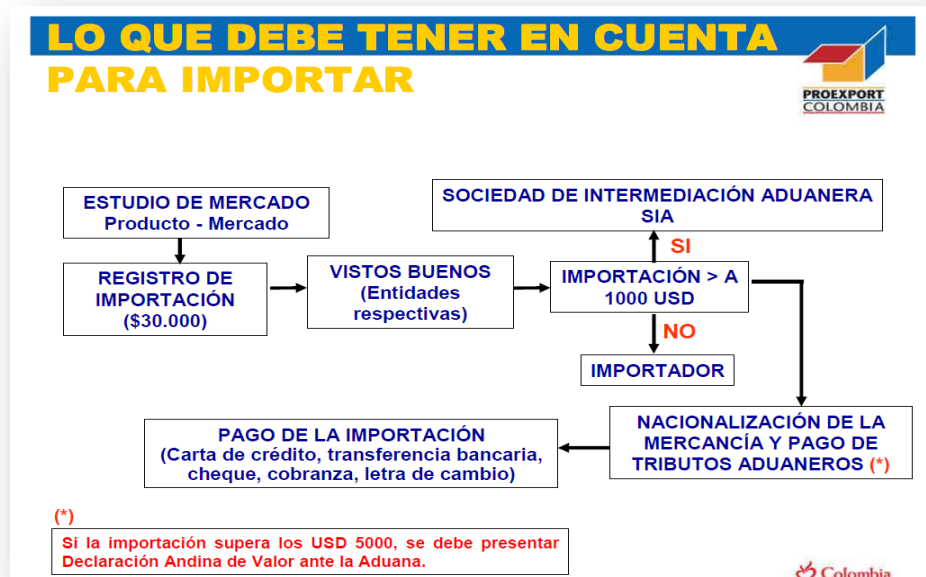 LO QUE DEBE TENER EN CUENTA
PARA IMPORTAR
PROEXPORT
COLOMBIA
ESTUDIO DE MERCADO
Producto - Mercado
SOCIEDAD DE INTERMEDIACIÓN ADUANERA
SIA
SI
REGISTRO DE
IMPORTACIÓN
($30.000)
VISTOS BUENOS
(Entidades
respectivas)
IMPORTACIÓN > A
1000 USD
NO
IMPORTADOR
NACIONALIZACIÓN DE LA
MERCANCÍA Y PAGO DE
TRIBUTOS ADUANEROS (*)
PAGO DE LA IMPORTACIÓN
(Carta de crédito, transferencia bancaria,
cheque, cobranza, letra de cambio)
(*)
Si la importación supera los USD 5000, se debe presentar
Declaración Andina de Valor ante la Aduana.
Colombia